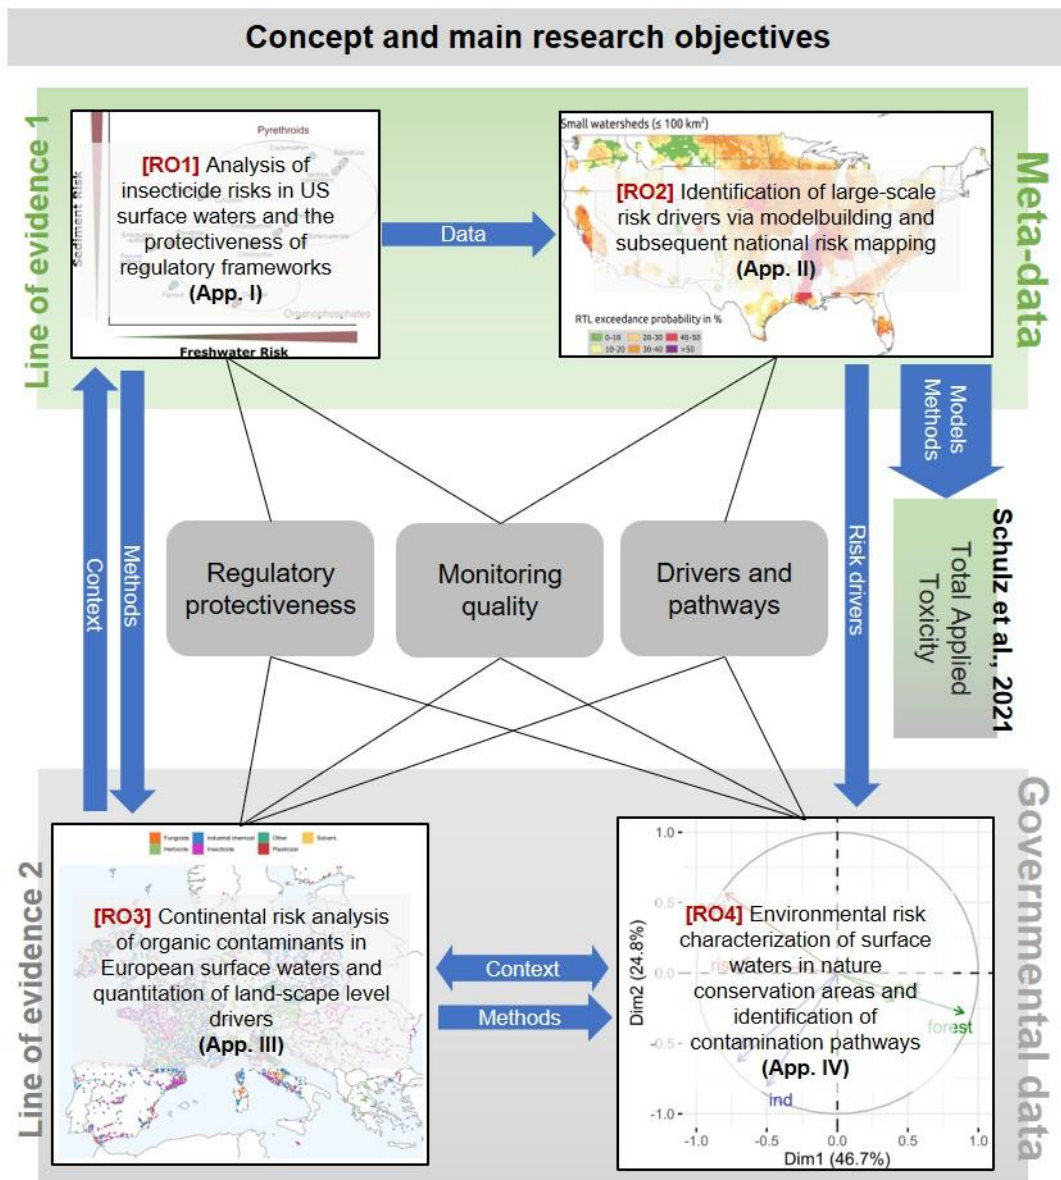 Concept and main research objectives
Line of evidence 1
Meta-data
Sediment Risk
Pyrethroids
[RO1] Analysis of
insecticide risks in US
surface waters and the
protectiveness of
regulatory frameworks
(App. I)
Organophosphates
Freshwater Risk
Data
Small watersheds (≤ 100 km²)
[RO2] Identification of large-scale
risk drivers via modelbuilding and
subsequent national risk mapping
(App. II)
RTL exceedance probability in %
0-10
20-30
40-50
10-20
30-40
>50
Context
Methods
Regulatory
protectiveness
Monitoring
quality
Drivers and
pathways
Risk drivers
Models
Methods
Schulz et al., 2021
Total Applied
Toxicity
Line of evidence 2
Governmental data
Fungicide
Industrial chemical
Other
Solvent
Herbicide
Insecticide
Plasticizer
[RO3] Continental risk analysis
of organic contaminants in
European surface waters and
quantitation of land-scape level
drivers
(App. III)
Context
Methods
Dim2 (24.8%)
1.0
0.5
0.0
-0.5
-1.0
[RO4] Environmental risk
characterization of surface
waters in nature
conservation areas and
identification of
contamination pathways
(App. IV)
forest
ind
-1.0
-0.5
0.0
0.5
1.0
Dim1 (46.7%)